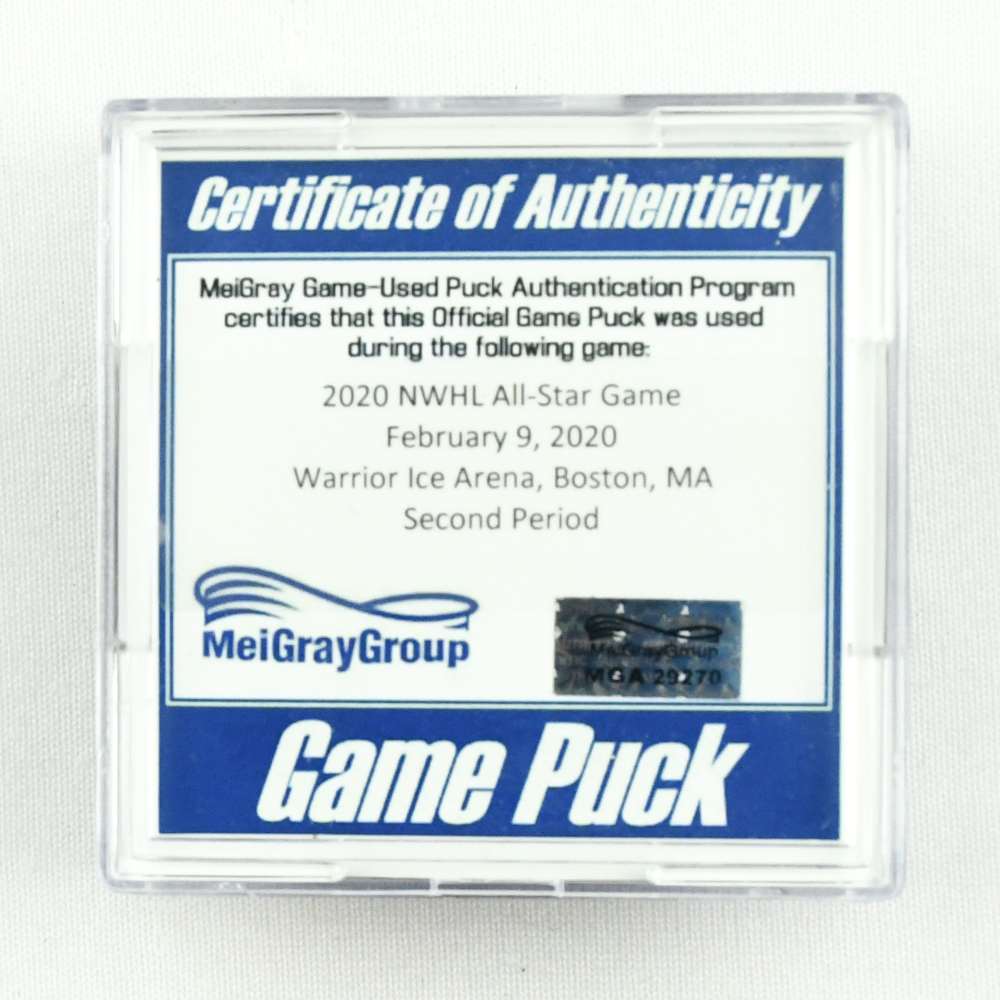 Certificate of Authenticity
MeiGray Game-Used Puck Authentication Program
certifies that this Official Game Puck was used
during the following game:
2020 NWHL All-Star Game
February 9, 2020
Warrior Ice Arena, Boston, MA
Second Period
MeiGrayGroup
MeiGrayGroup
MGA 29270
Game Puck